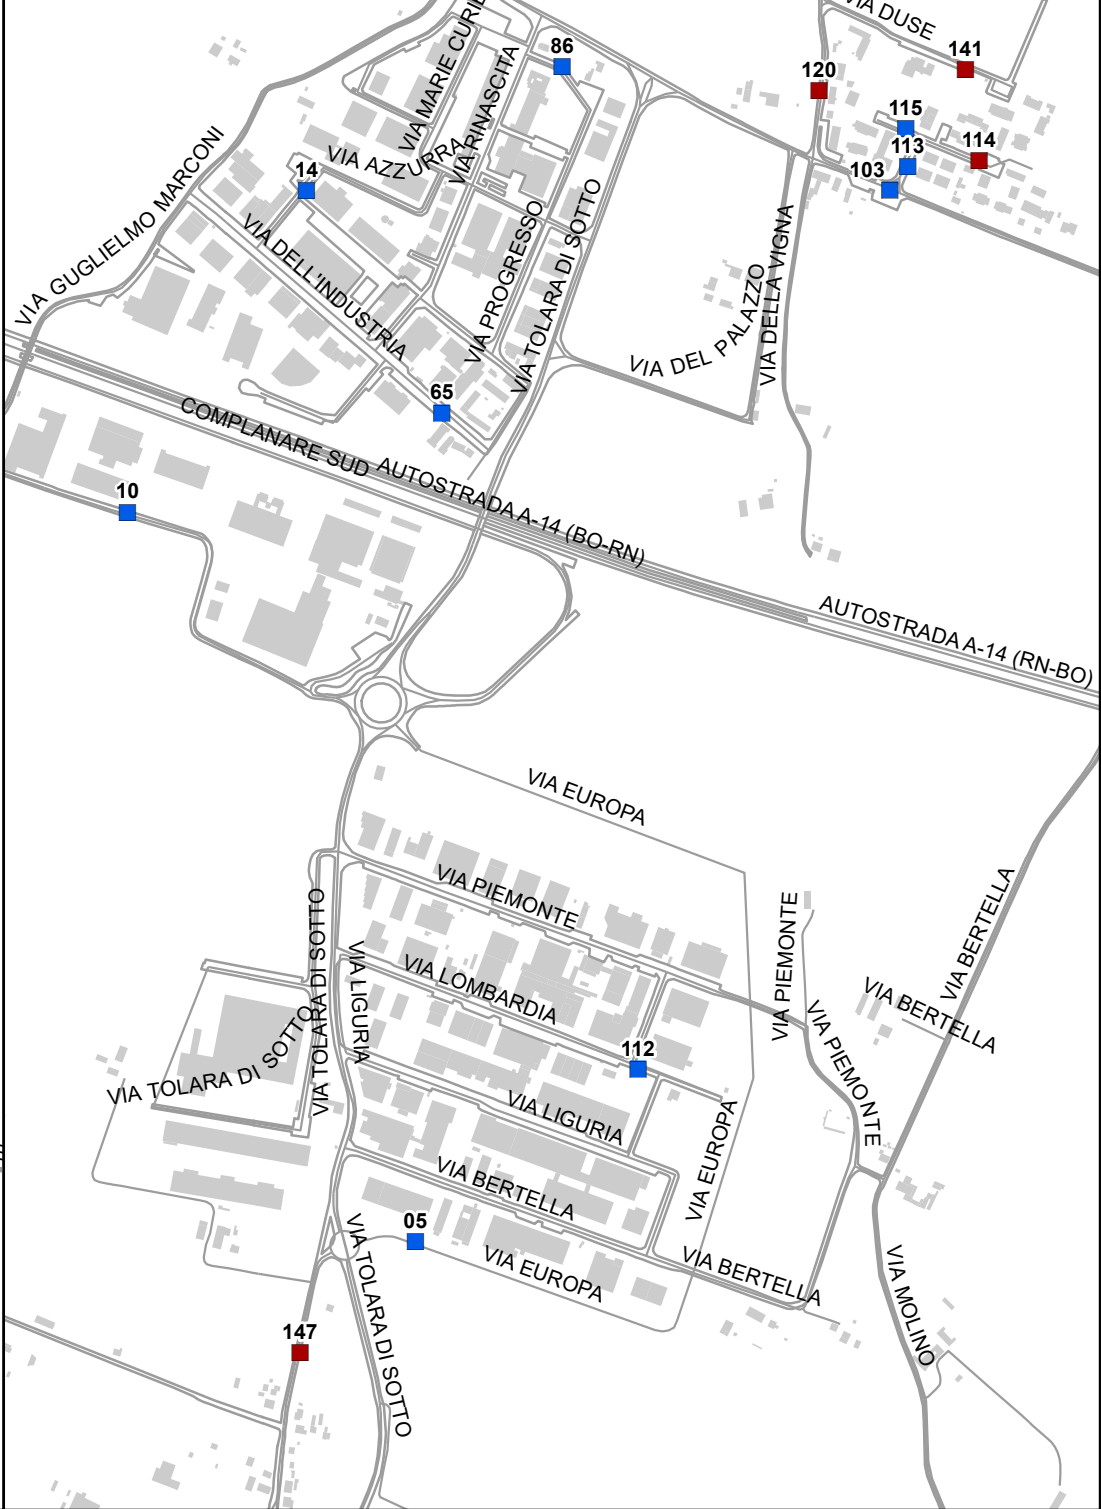 VIA DUSE
VIA MARIE CURIE
86
141
120
VIA RINASCITA
115
114
113
103
VIA AZZURRA
14
VIA GUGLIELMO MARCONI
VIA DELL'INDUSTRIA
VIA PROGRESSO
VIA TOLARA DI SOTTO
VIA DEL PALAZZO
VIA DELLA VIGNA
65
COMPLANARE SUD
AUTOSTRADA A-14 (BO-RN)
10
AUTOSTRADA A-14 (RN-BO)
VIA EUROPA
VIA PIEMONTE
VIA TOLARA DI SOTTO
VIA LIGURIA
VIA LOMBARDIA
VIA PIEMONTE
VIA BERTELLA
VIA BERTELLA
VIA PIEMONTE
VIA TOLARA DI SOTTO
112
VIA LIGURIA
VIA EUROPA
VIA BERTELLA
05
VIA TOLARA DI SOTTO
VIA EUROPA
VIA BERTELLA
VIA MOLINO
147